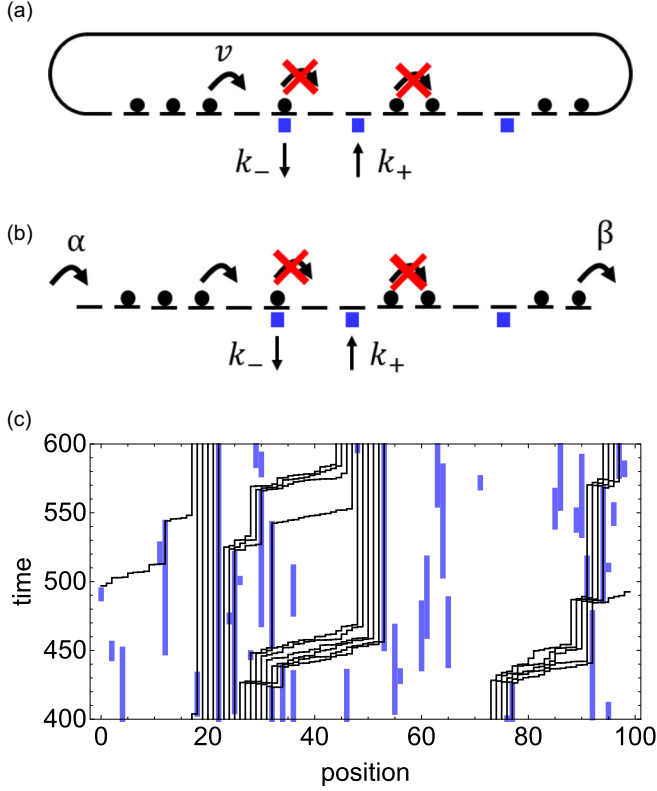 (a)
v
k₋ k₊
(b)
α β
k₋ k₊
(c)
600
550
500
450
400
time
0 20 40 60 80 100
position